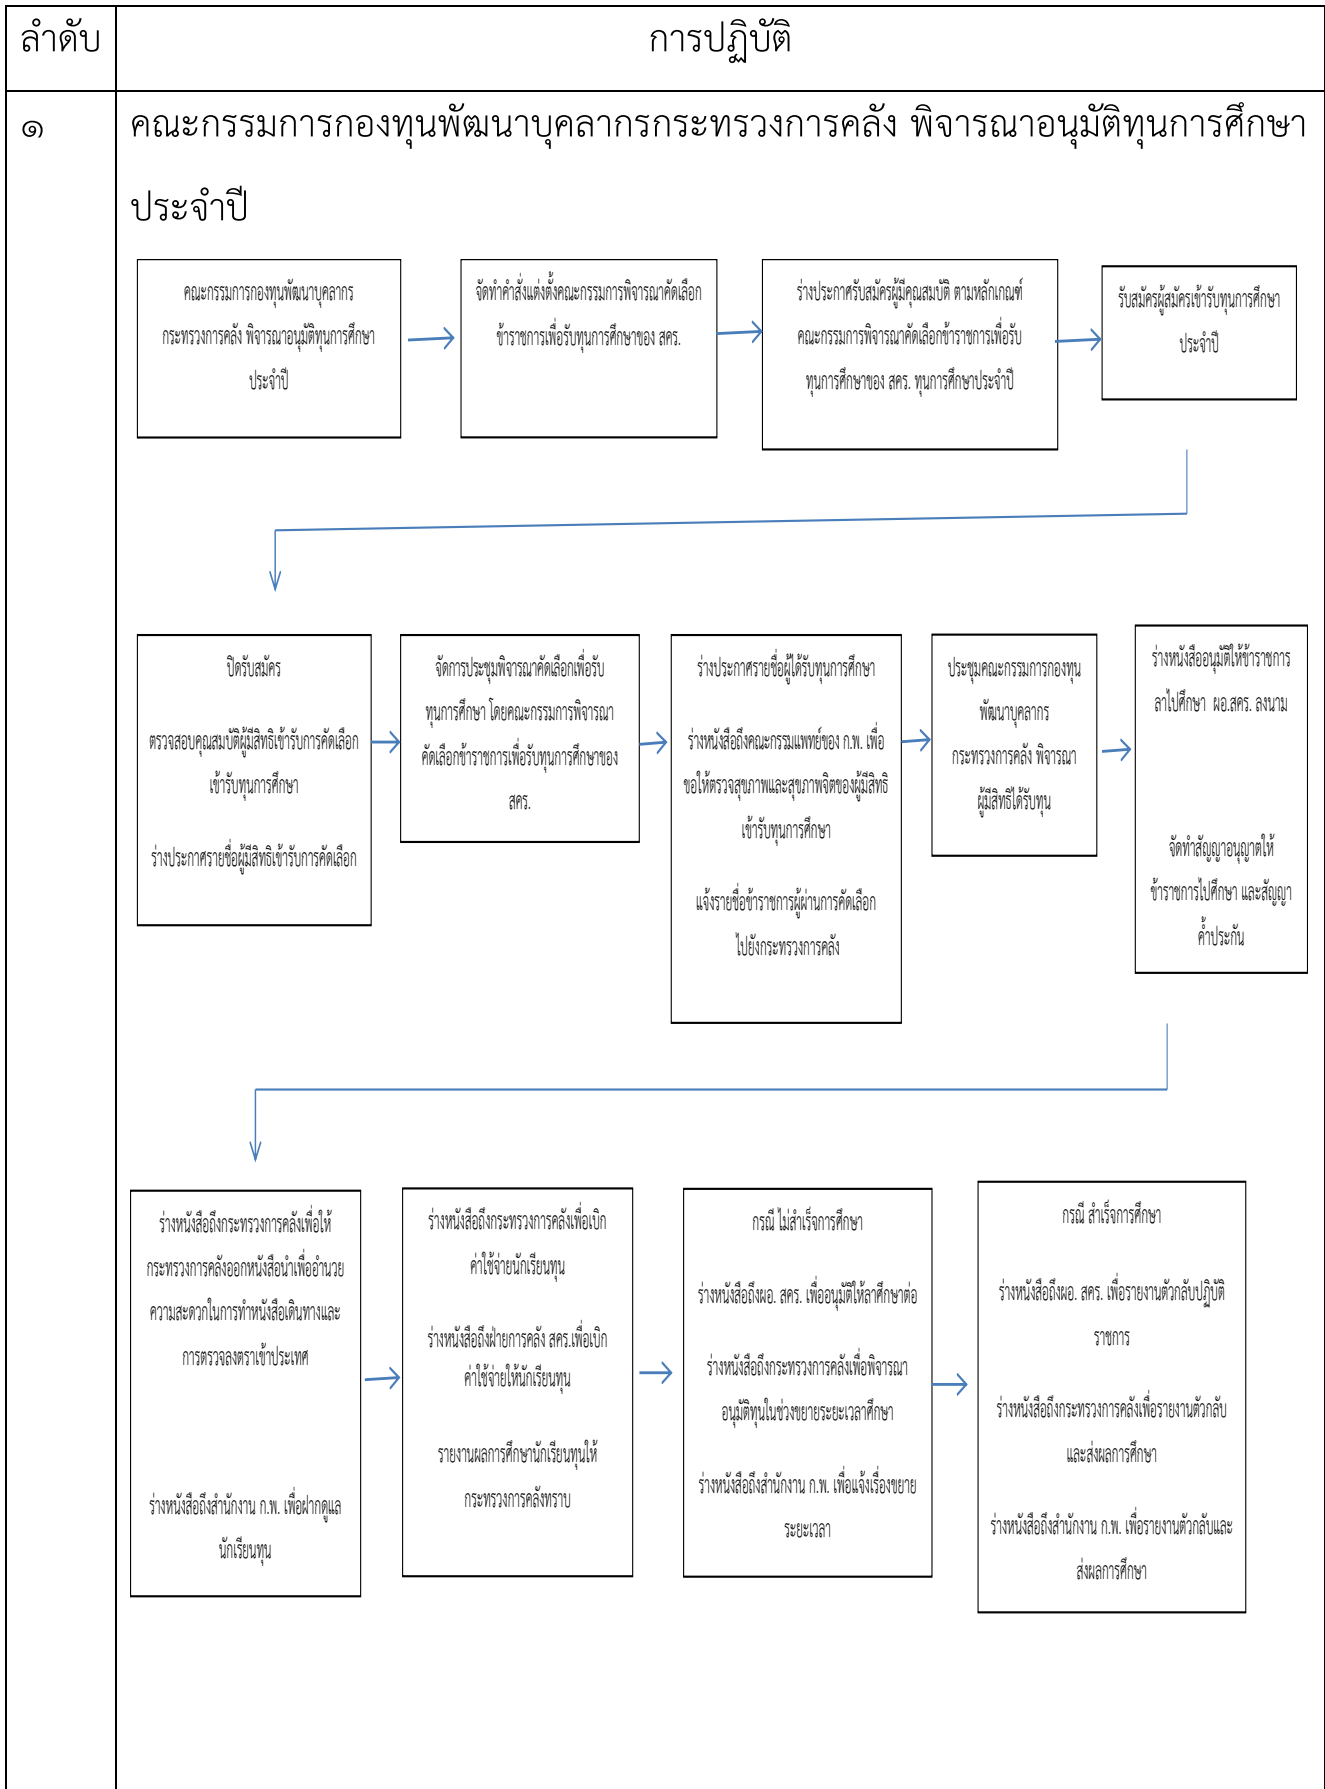 ลำดับ
การปฏิบัติ
๑
คณะกรรมการกองทุนพัฒนาบุคลากรกระทรวงการคลัง พิจารณาอนุมัติทุนการศึกษา
ประจำปี
คณะกรรมการกองทุนพัฒนาบุคลากร
กระทรวงการคลัง พิจารณาอนุมัติทุนการศึกษา
ประจำปี
จัดทำคำสั่งแต่งตั้งคณะกรรมการพิจารณาคัดเลือก
ข้าราชการเพื่อรับทุนการศึกษาของ สคร.
ร่างประกาศรับสมัครผู้มีคุณสมบัติ ตามหลักเกณฑ์
คณะกรรมการพิจารณาคัดเลือกข้าราชการเพื่อรับ
ทุนการศึกษาของ สคร. ทุนการศึกษาประจำปี
รับสมัครผู้สมัครเข้ารับทุนการศึกษา
ประจำปี
ปิดรับสมัคร
ตรวจสอบคุณสมบัติผู้มีสิทธิเข้ารับการคัดเลือก
เข้ารับทุนการศึกษา
ร่างประกาศรายชื่อผู้มีสิทธิเข้ารับการคัดเลือก
จัดการประชุมพิจารณาคัดเลือกเพื่อรับ
ทุนการศึกษา โดยคณะกรรมการพิจารณา
คัดเลือกข้าราชการเพื่อรับทุนการศึกษาของ
สคร.
ร่างประกาศรายชื่อผู้ได้รับทุนการศึกษา
ร่างหนังสือถึงคณะกรรมแพทย์ของ ก.พ. เพื่อ
ขอให้ตรวจสุขภาพและสุขภาพจิตของผู้มีสิทธิ
เข้ารับทุนการศึกษา
แจ้งรายชื่อข้าราชการผู้ผ่านการคัดเลือก
ไปยังกระทรวงการคลัง
ประชุมคณะกรรมการกองทุน
พัฒนาบุคลากร
กระทรวงการคลัง พิจารณา
ผู้มีสิทธิได้รับทุน
ร่างหนังสืออนุมัติให้ข้าราชการ
ลาไปศึกษา ผอ.สคร. ลงนาม
จัดทำสัญญาอนุญาตให้
ข้าราชการไปศึกษา และสัญญา
ค้ำประกัน
ร่างหนังสือถึงกระทรวงการคลังเพื่อให้
กระทรวงการคลังออกหนังสือนำเพื่ออำนวย
ความสะดวกในการทำหนังสือเดินทางและ
การตรวจลงตราเข้าประเทศ
ร่างหนังสือถึงสำนักงาน ก.พ. เพื่อฝากดูแล
นักเรียนทุน
ร่างหนังสือถึงกระทรวงการคลังเพื่อเบิก
ค่าใช้จ่ายนักเรียนทุน
ร่างหนังสือถึงฝ่ายการคลัง สคร.เพื่อเบิก
ค่าใช้จ่ายให้นักเรียนทุน
รายงานผลการศึกษานักเรียนทุนให้
กระทรวงการคลังทราบ
กรณี ไม่สำเร็จการศึกษา
ร่างหนังสือถึงผอ. สคร. เพื่ออนุมัติให้ลาศึกษาต่อ
ร่างหนังสือถึงกระทรวงการคลังเพื่อพิจารณา
อนุมัติทุนในช่วงขยายระยะเวลาศึกษา
ร่างหนังสือถึงสำนักงาน ก.พ. เพื่อแจ้งเรื่องขยาย
ระยะเวลา
กรณี สำเร็จการศึกษา
ร่างหนังสือถึงผอ. สคร. เพื่อรายงานตัวกลับปฏิบัติ
ราชการ
ร่างหนังสือถึงกระทรวงการคลังเพื่อรายงานตัวกลับ
และส่งผลการศึกษา
ร่างหนังสือถึงสำนักงาน ก.พ. เพื่อรายงานตัวกลับและ
ส่งผลการศึกษา